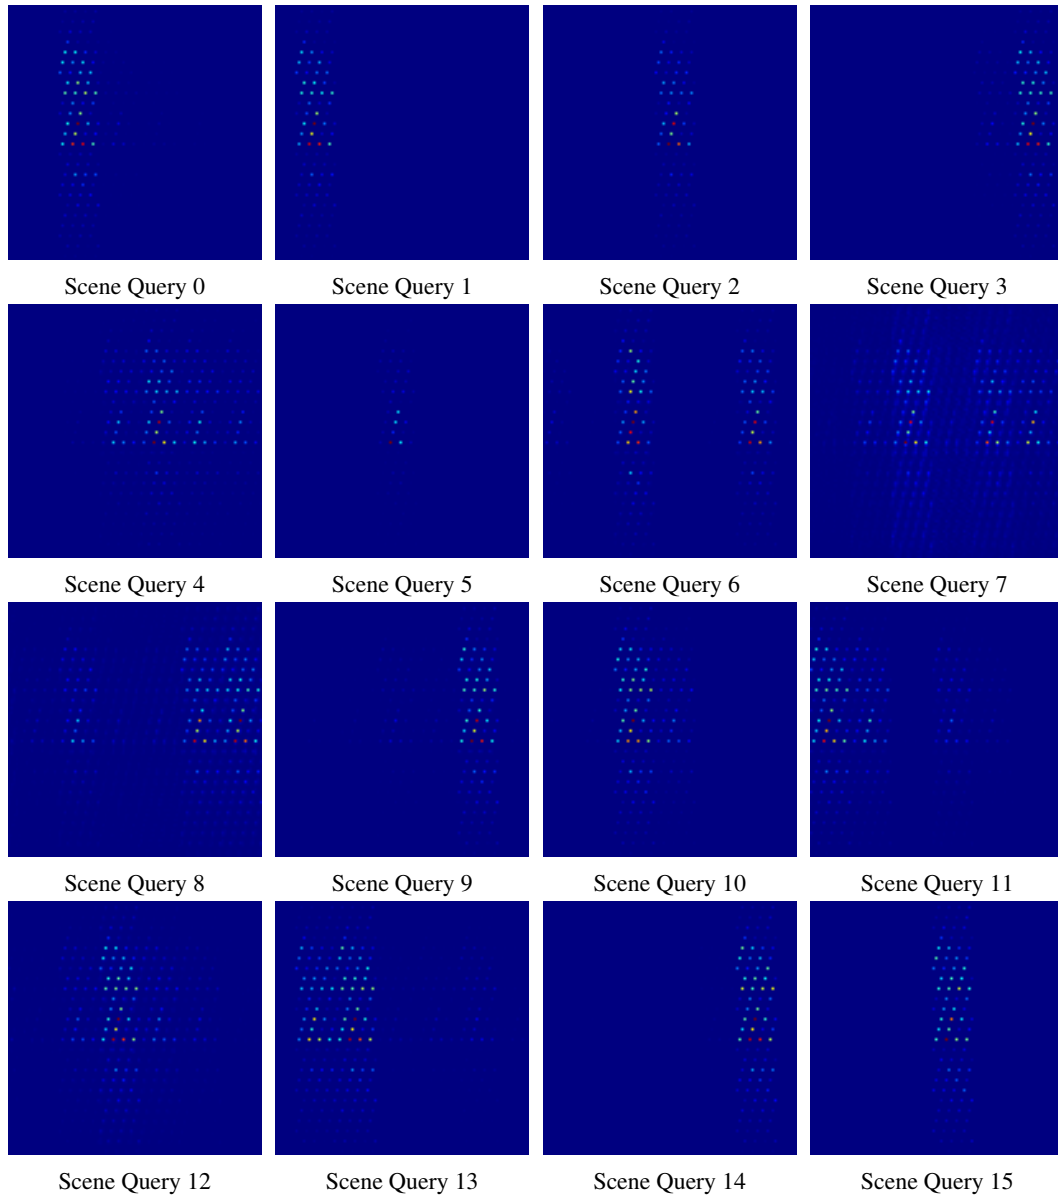 Scene Query 0
Scene Query 1
Scene Query 2
Scene Query 3
Scene Query 4
Scene Query 5
Scene Query 6
Scene Query 7
Scene Query 8
Scene Query 9
Scene Query 10
Scene Query 11
Scene Query 12
Scene Query 13
Scene Query 14
Scene Query 15